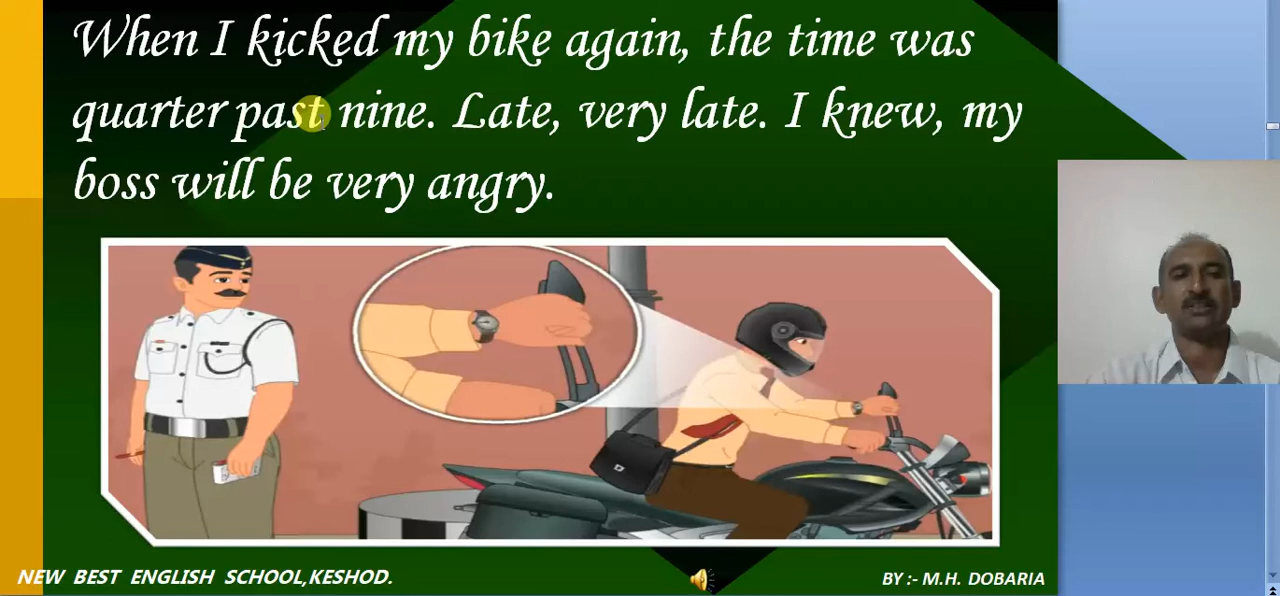 When I kicked my bike again, the time was
quarter past nine. Late, very late. I knew, my
boss will be very angry.
NEW BEST ENGLISH SCHOOL,KESHOD.
BY :- M.H. DOBARIA